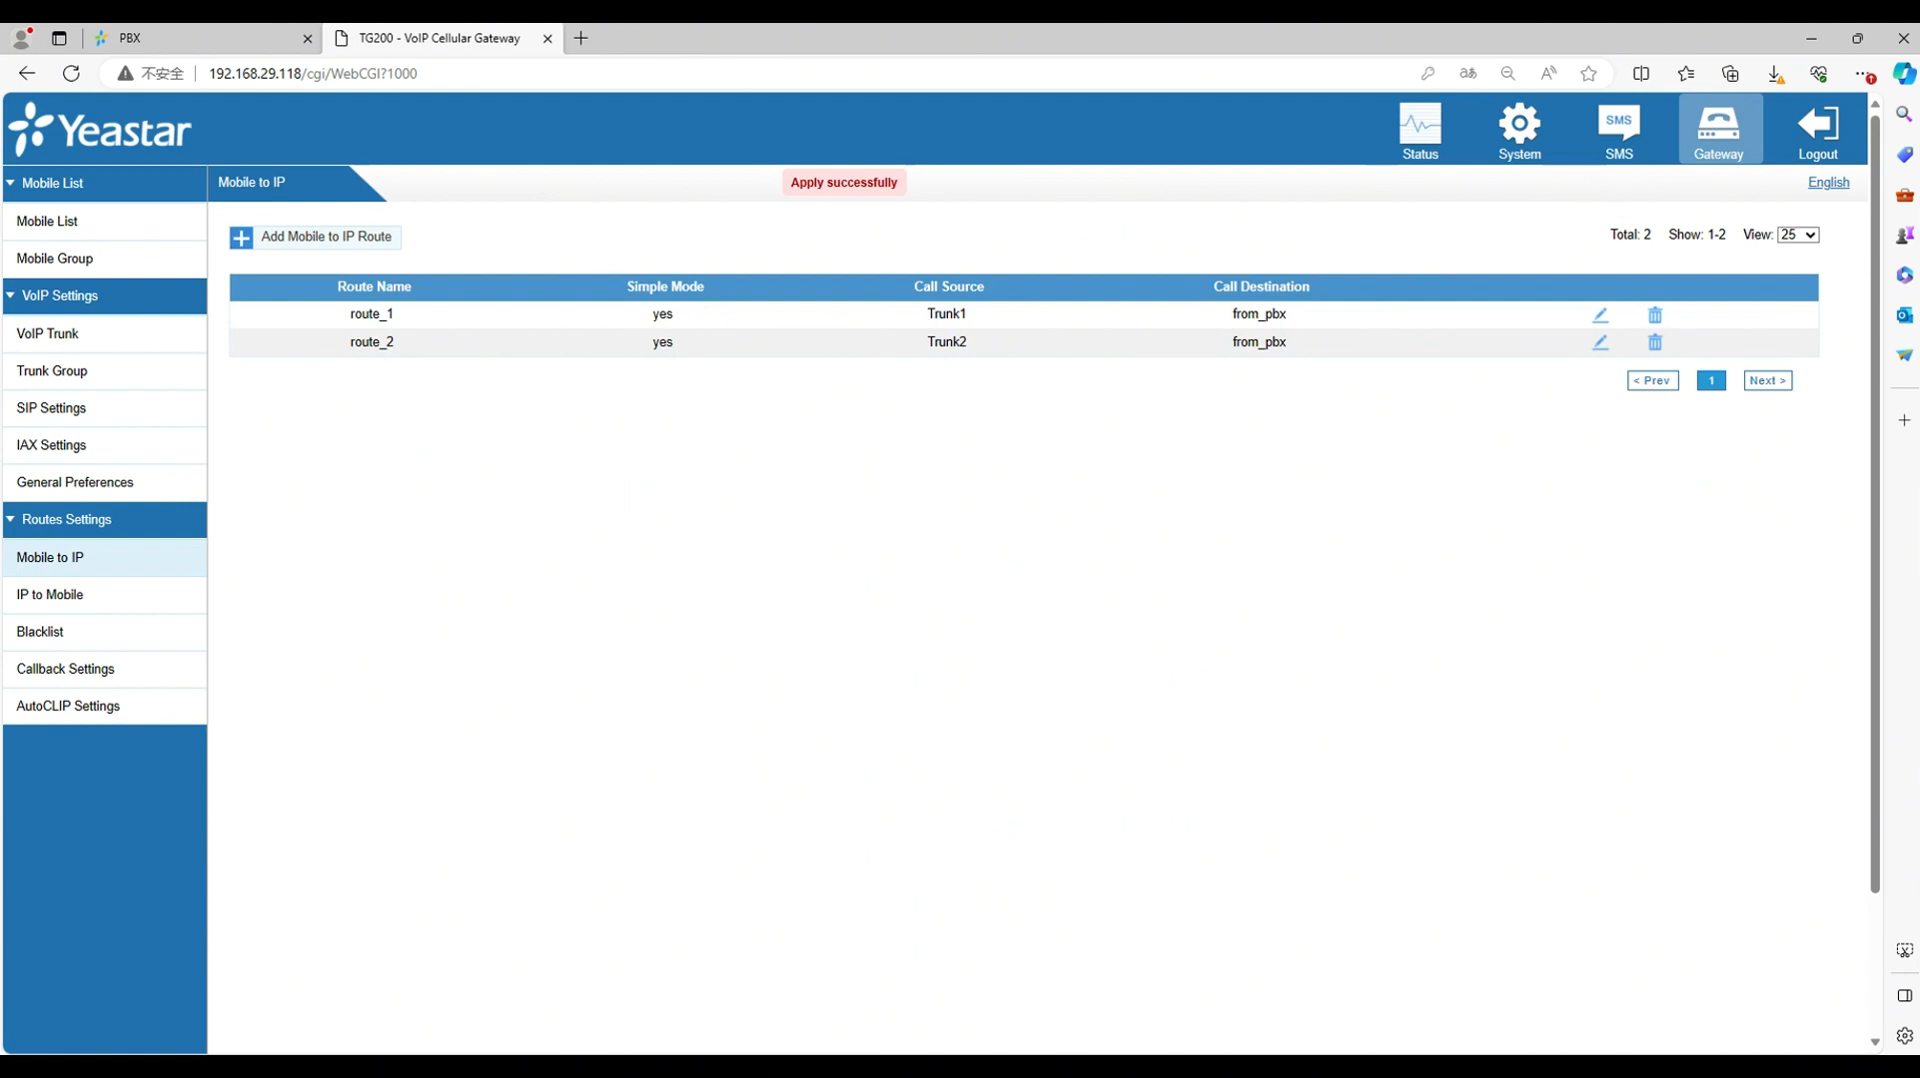 PBX
TG200 - VoIP Cellular Gateway
不安全
192.168.29.118/cgi/WebCGI?1000
Yeastar
Status
System
SMS
SMS
Gateway
Logout
Mobile List
Mobile to IP
Apply successfully
English
Mobile List
Add Mobile to IP Route
Total: 2 Show: 1-2 View: 25
Mobile Group
VoIP Settings
Route Name Simple Mode Call Source Call Destination
route_1 yes Trunk1 from_pbx
route_2 yes Trunk2 from_pbx
< Prev 1 Next >
VoIP Trunk
Trunk Group
SIP Settings
IAX Settings
General Preferences
Routes Settings
Mobile to IP
IP to Mobile
Blacklist
Callback Settings
AutoCLIP Settings